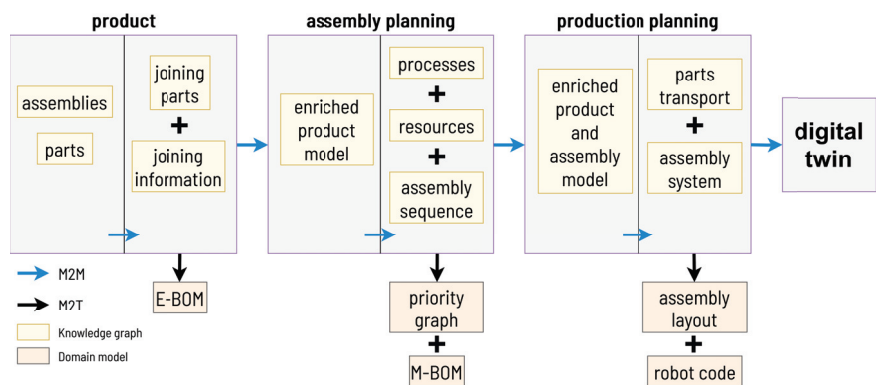 product
assemblies
parts
joining
parts
+
joining
information
E-BOM
assembly planning
enriched
product
model
processes
+
resources
+
assembly
sequence
priority
graph
+
M-BOM
production planning
enriched
product
and
assembly
model
parts
transport
+
assembly
system
assembly
layout
+
robot code
digital
twin
M2M
M2T
Knowledge graph
Domain model